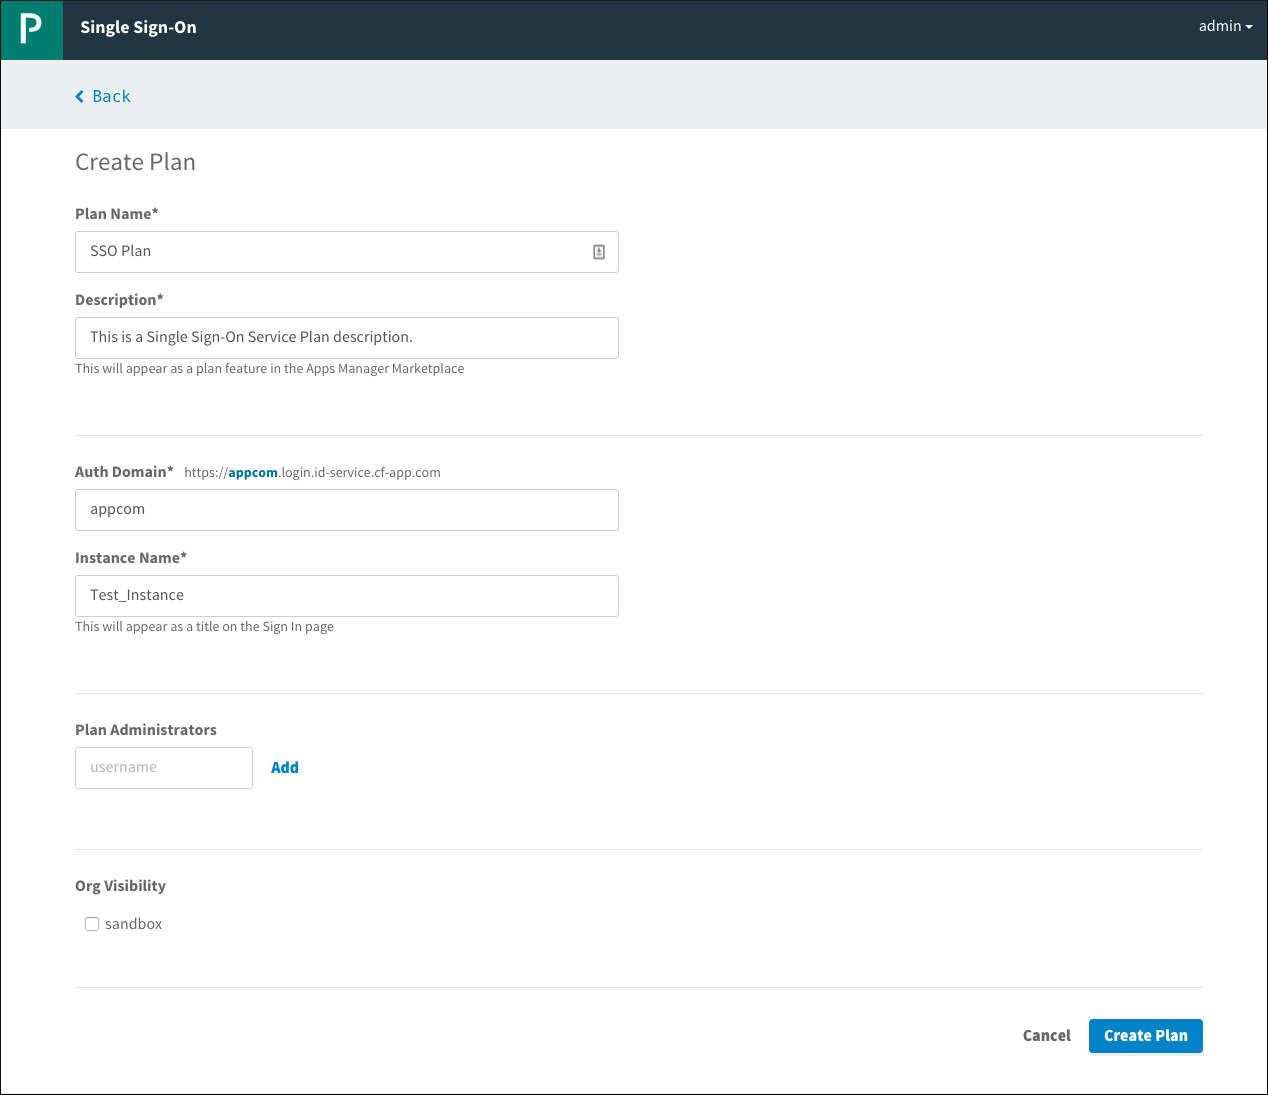 P
Single Sign-On
admin
Back
Create Plan
Plan Name*
SSO Plan
Description*
This is a Single Sign-On Service Plan description.
This will appear as a plan feature in the Apps Manager Marketplace
Auth Domain* https://appcom.login.id-service.cf-app.com
appcom
Instance Name*
Test_Instance
This will appear as a title on the Sign In page
Plan Administrators
username Add
Org Visibility
sandbox
Cancel Create Plan